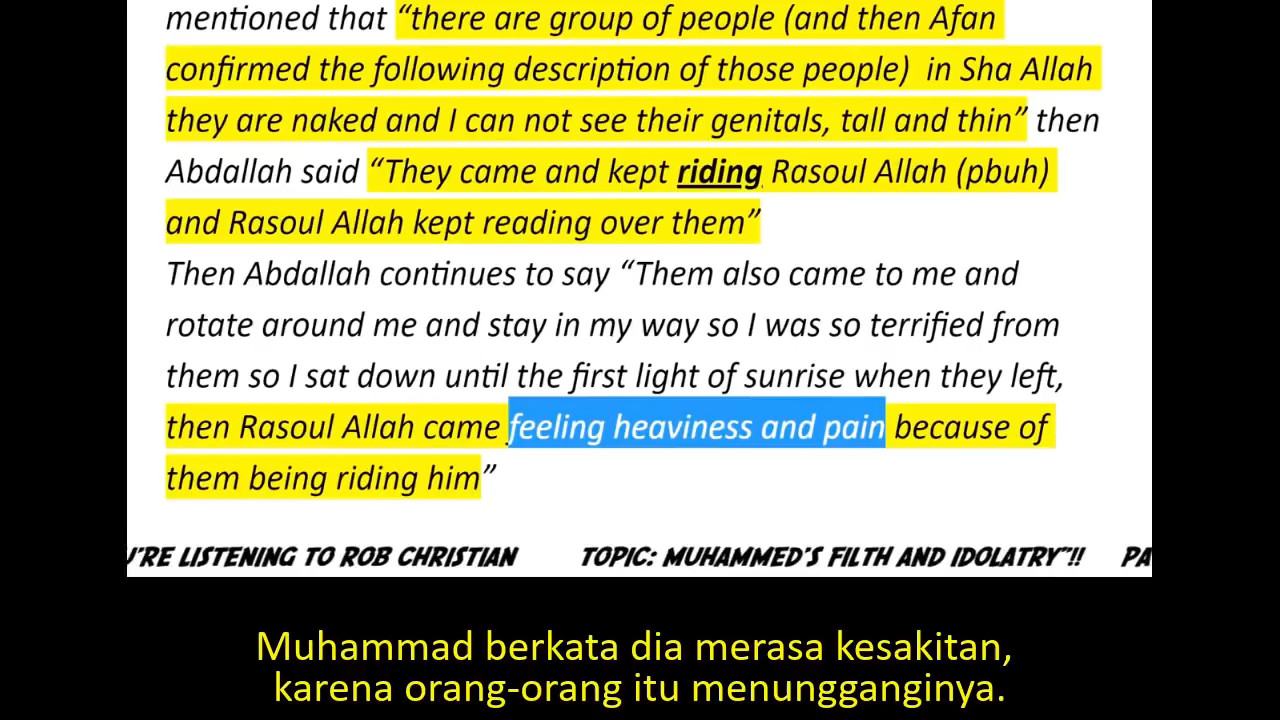 mentioned that “there are group of people (and then Afan
confirmed the following description of those people) in Sha Allah
they are naked and I can not see their genitals, tall and thin” then
Abdallah said “They came and kept riding Rasoul Allah (pbuh)
and Rasoul Allah kept reading over them”
Then Abdallah continues to say “Them also came to me and
rotate around me and stay in my way so I was so terrified from
them so I sat down until the first light of sunrise when they left,
then Rasoul Allah came feeling heaviness and pain because of
them being riding him”
U'RE LISTENING TO ROB CHRISTIAN TOPIC: MUHAMMED'S FILTH AND IDOLATRY"!! PA
Muhammad berkata dia merasa kesakitan,
karena orang-orang itu menungganginya.